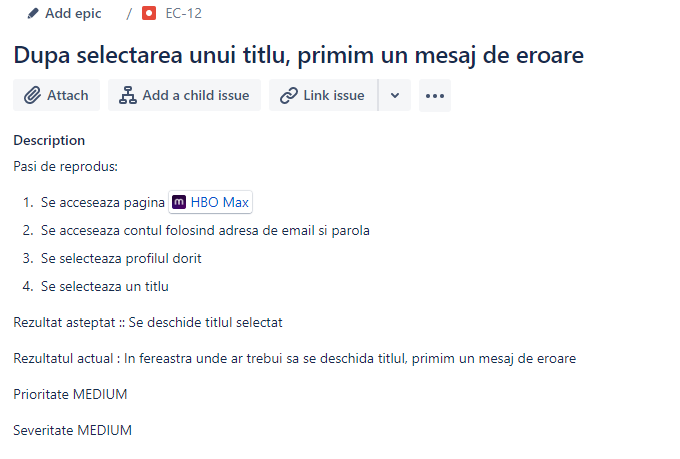 Add epic / EC-12
Dupa selectarea unui titlu, primim un mesaj de eroare
Attach Add a child issue Link issue
Description
Pasi de reprodus:
1. Se acceseaza pagina m HBO Max
2. Se acceseaza contul folosind adresa de email si parola
3. Se selecteaza profilul dorit
4. Se selecteaza un titlu
Rezultat asteptat :: Se deschide titlul selectat
Rezultatul actual : In fereastra unde ar trebui sa se deschida titlul, primim un mesaj de eroare
Prioritate MEDIUM
Severitate MEDIUM